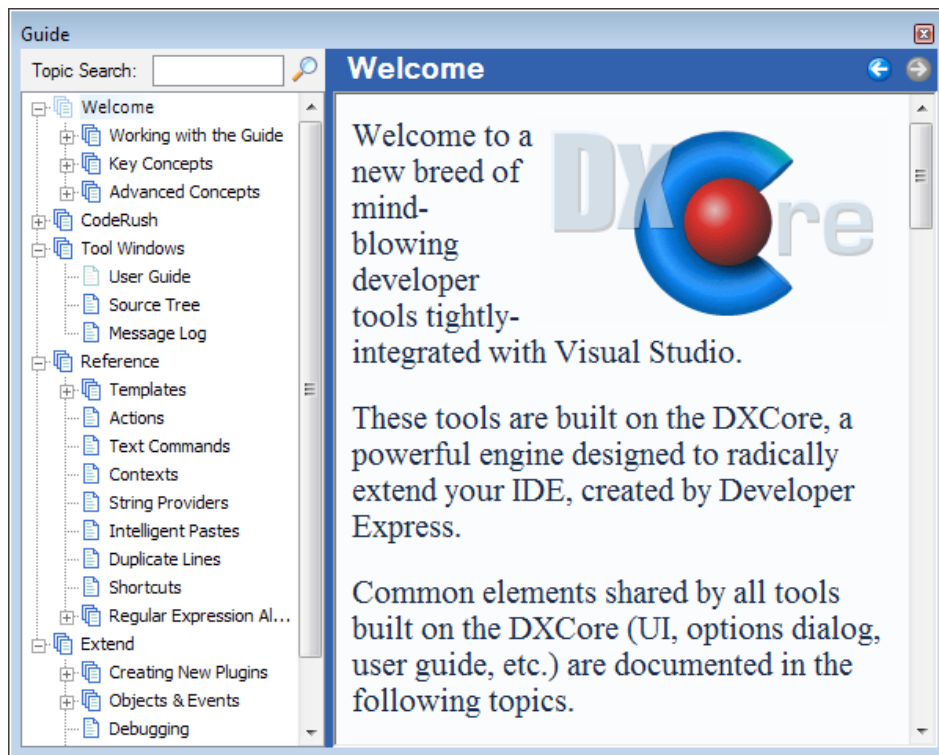 Guide
Topic Search:
Welcome
Working with the Guide
Key Concepts
Advanced Concepts
CodeRush
Tool Windows
User Guide
Source Tree
Message Log
Reference
Templates
Actions
Text Commands
Contexts
String Providers
Intelligent Pastes
Duplicate Lines
Shortcuts
Regular Expression Al...
Extend
Creating New Plugins
Objects & Events
Debugging
Welcome
DXCore
Welcome to a
new breed of
mind-
blowing
developer
tools tightly-
integrated with Visual Studio.
These tools are built on the DXCore, a
powerful engine designed to radically
extend your IDE, created by Developer
Express.
Common elements shared by all tools
built on the DXCore (UI, options dialog,
user guide, etc.) are documented in the
following topics.